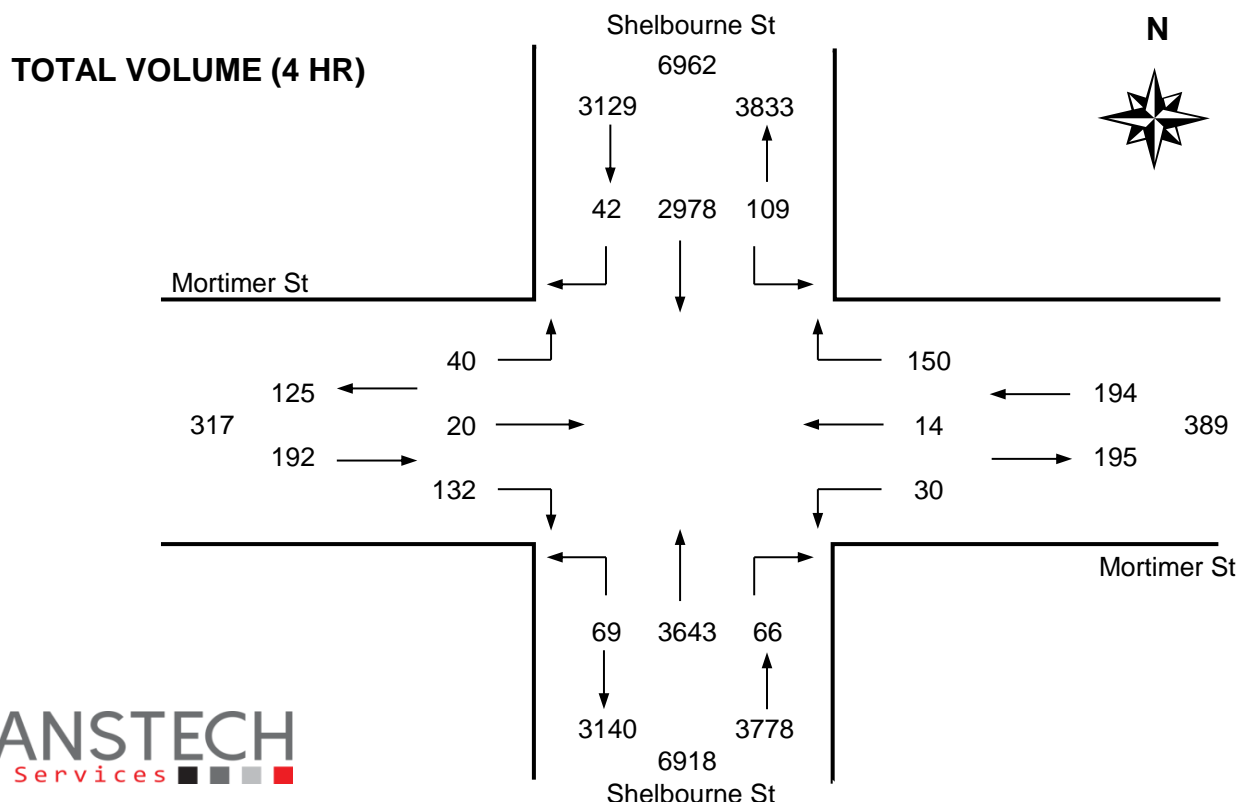 Shelbourne St
N
TOTAL VOLUME (4 HR)
6962
3129 3833
42 2978 109
Mortimer St
40 150
125 194
317 20 14 389
192 195
132 30
Mortimer St
69 3643 66
3140 3778
6918
Shelbourne St
ANSTECH
Services